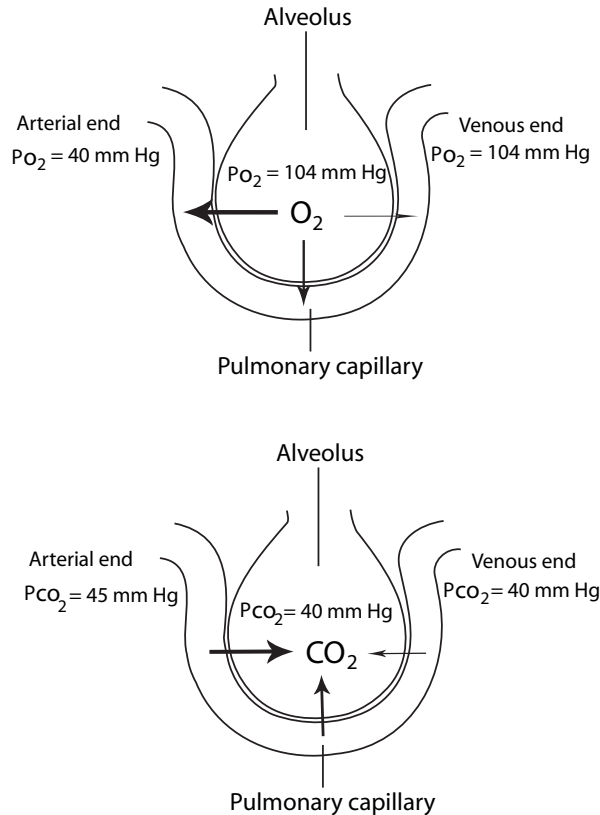 Alveolus
Arterial end
Po₂ = 40 mm Hg
Venous end
Po₂ = 104 mm Hg
Po₂ = 104 mm Hg
O₂
Pulmonary capillary
Alveolus
Arterial end
Pco₂ = 45 mm Hg
Venous end
Pco₂ = 40 mm Hg
Pco₂ = 40 mm Hg
CO₂
Pulmonary capillary